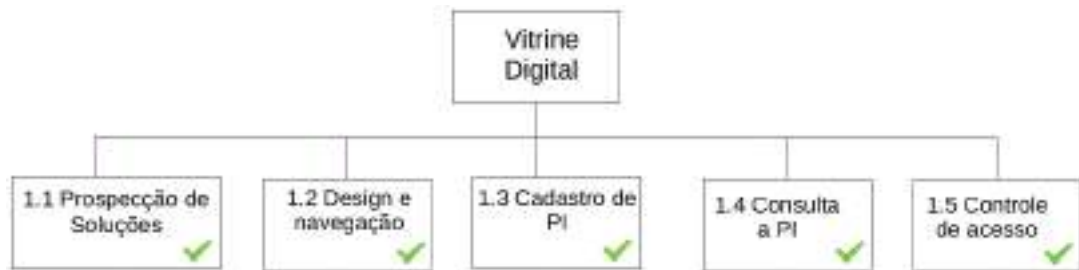 Vitrine
Digital
1.1 Prospecção de
Soluções
1.2 Design e
navegação
1.3 Cadastro de
PI
1.4 Consulta
a PI
1.5 Controle
de acesso